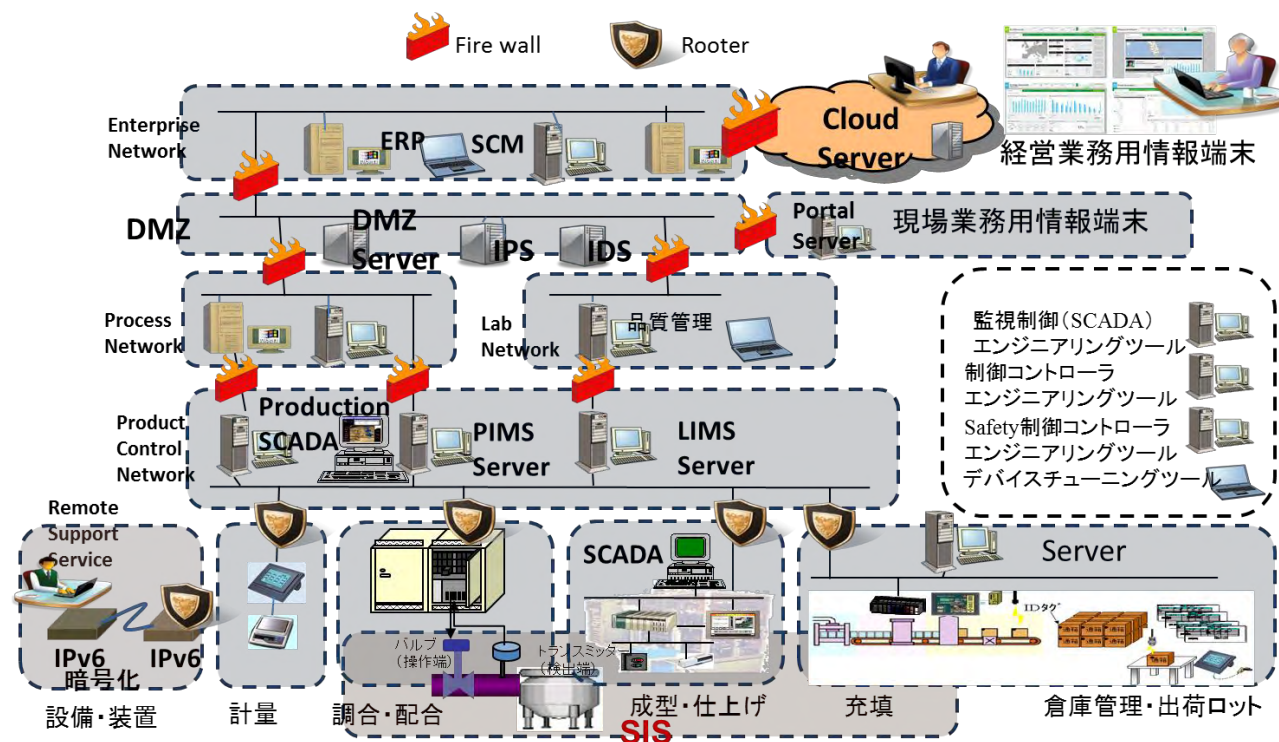 Fire wall
Rooter
Enterprise
Network
ERP
SCM
Cloud
Server
経営業務用情報端末
DMZ
DMZ
Server
IPS
IDS
Portal
Server
現場業務用情報端末
Process
Network
Lab
Network
品質管理
監視制御(SCADA)
エンジニアリングツール
制御コントローラ
エンジニアリングツール
Safety制御コントローラ
エンジニアリングツール
デバイスチューニングツール
Product
Control
Network
Production
SCADA
PIMS
Server
LIMS
Server
Remote
Support
Service
IPv6
IPv6
暗号化
設備・装置
計量
バルブ
(操作端)
トランスミッター
(検出端)
調合・配合
SCADA
成型・仕上げ
SIS
Server
IDタグ
充填
倉庫管理・出荷ロット